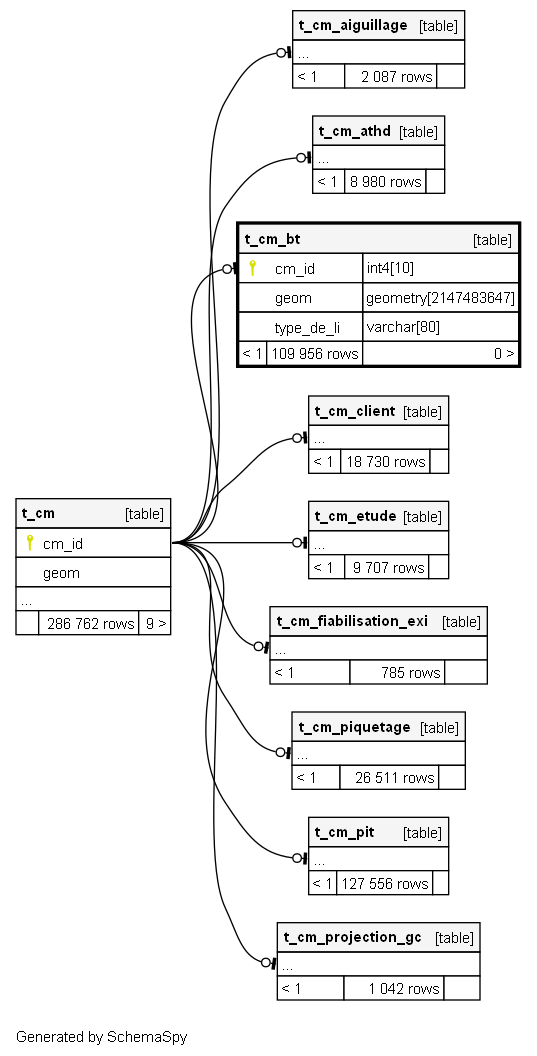 t_cm_aiguillage [table]
...
< 1 2 087 rows
t_cm_athd [table]
...
< 1 8 980 rows
t_cm_bt [table]
cm_id int4[10]
geom geometry[2147483647]
type_de_li varchar[80]
< 1 109 956 rows 0 >
t_cm_client [table]
...
< 1 18 730 rows
t_cm [table]
cm_id
geom
...
286 762 rows 9 >
t_cm_etude [table]
...
< 1 9 707 rows
t_cm_fiabilisation_exi [table]
...
< 1 785 rows
t_cm_piquetage [table]
...
< 1 26 511 rows
t_cm_pit [table]
...
< 1 127 556 rows
t_cm_projection_gc [table]
...
< 1 1 042 rows
Generated by SchemaSpy